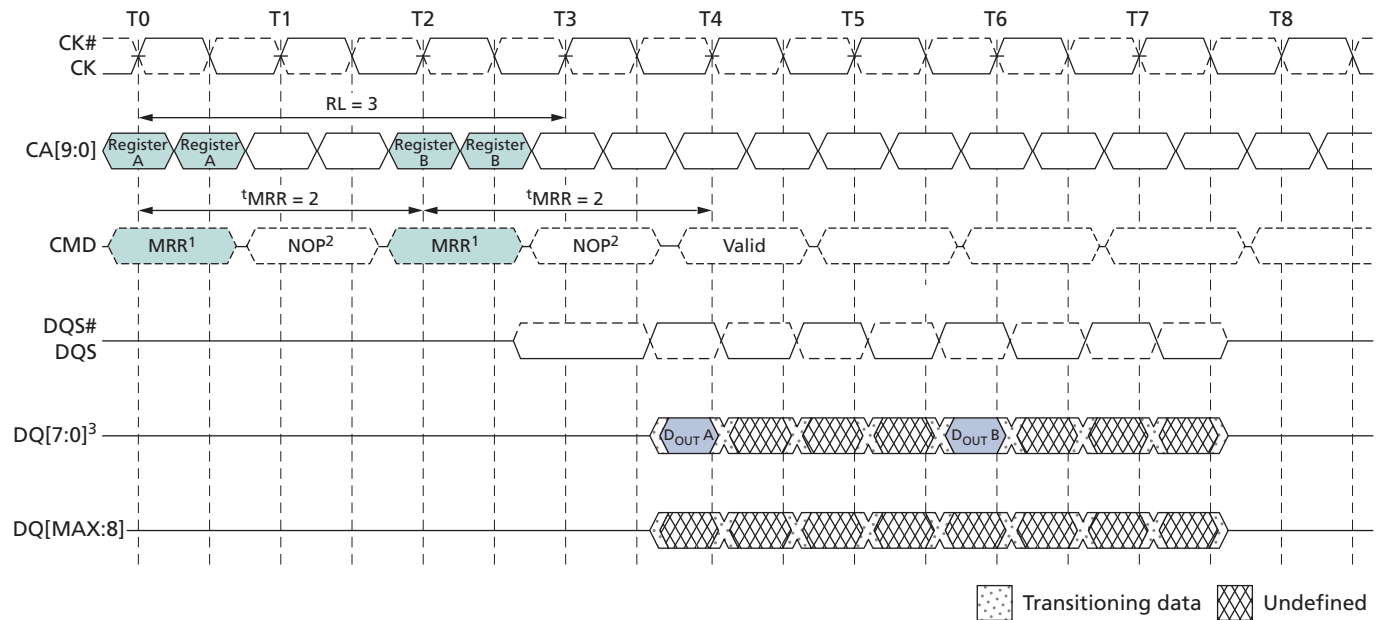 T0 T1 T2 T3 T4 T5 T6 T7 T8
CK#
CK
RL = 3
CA[9:0] Register A Register A Register B Register B
tMRR = 2 tMRR = 2
CMD MRR1 NOP2 MRR1 NOP2 Valid
DQS#
DQS
DQ[7:0]3 DOUT A DOUT B
DQ[MAX:8]
Transitioning data Undefined